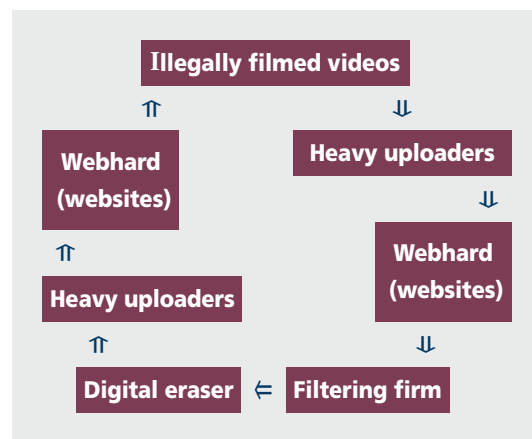 Illegally filmed videos
⇑
⇓
Heavy uploaders
⇓
Webhard
(websites)
⇓
Filtering firm
⇐
Digital eraser
⇑
Heavy uploaders
⇑
Webhard
(websites)